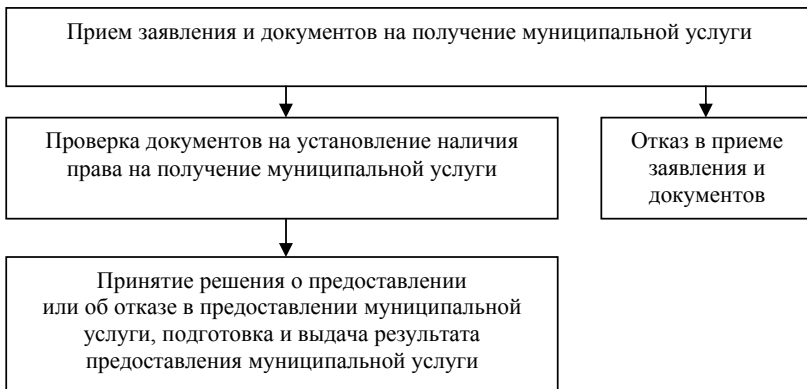 Прием заявления и документов на получение муниципальной услуги
Проверка документов на установление наличия
права на получение муниципальной услуги
Отказ в приеме
заявления и
документов
Принятие решения о предоставлении
или об отказе в предоставлении муниципальной
услуги, подготовка и выдача результата
предоставления муниципальной услуги